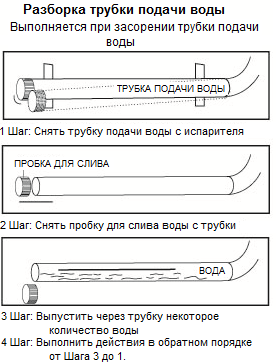 Разборка трубки подачи воды
Выполняется при засорении трубки подачи
воды
ТРУБКА ПОДАЧИ ВОДЫ
1 Шаг: Снять трубку подачи воды с испарителя
ПРОБКА ДЛЯ СЛИВА
2 Шаг: Снять пробку для слива воды с трубки
ВОДА
3 Шаг: Выпустить через трубку некоторое
количество воды
4 Шаг: Выполнить действия в обратном порядке
от Шага 3 до 1.